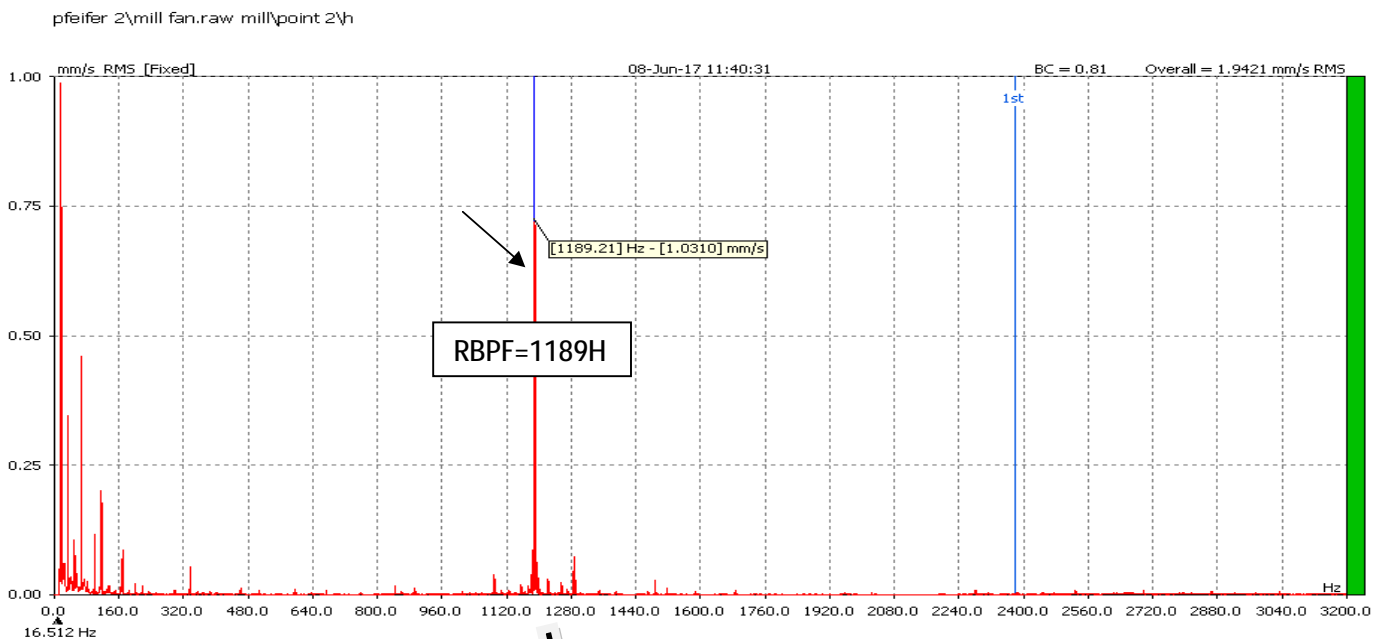 pfeifer 2\mill fan.raw mill\point 2\h
mm/s RMS [Fixed] 08-Jun-17 11:40:31 BC = 0.81 Overall = 1.9421 mm/s RMS
1.00
1st
0.75
[1189.21] Hz - [1.0310] mm/s
0.50
RBPF=1189H
0.25
Hz
0.00
0.0 160.0 320.0 480.0 640.0 800.0 960.0 1120.0 1280.0 1440.0 1600.0 1760.0 1920.0 2080.0 2240.0 2400.0 2560.0 2720.0 2880.0 3040.0 3200.0
16.512 Hz